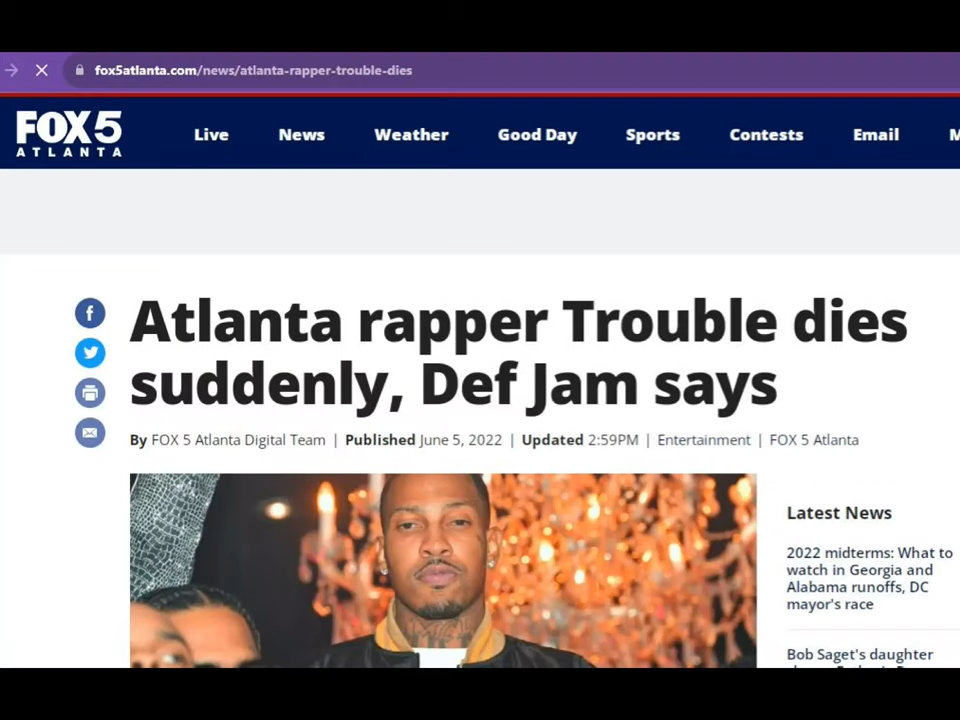 fox5atlanta.com/news/atlanta-rapper-trouble-dies
FOX 5
ATLANTA
Live News Weather Good Day Sports Contests Email M
Atlanta rapper Trouble dies
suddenly, Def Jam says
By FOX 5 Atlanta Digital Team | Published June 5, 2022 | Updated 2:59PM | Entertainment | FOX 5 Atlanta
Latest News
2022 midterms: What to
watch in Georgia and
Alabama runoffs, DC
mayor's race
Bob Saget's daughter